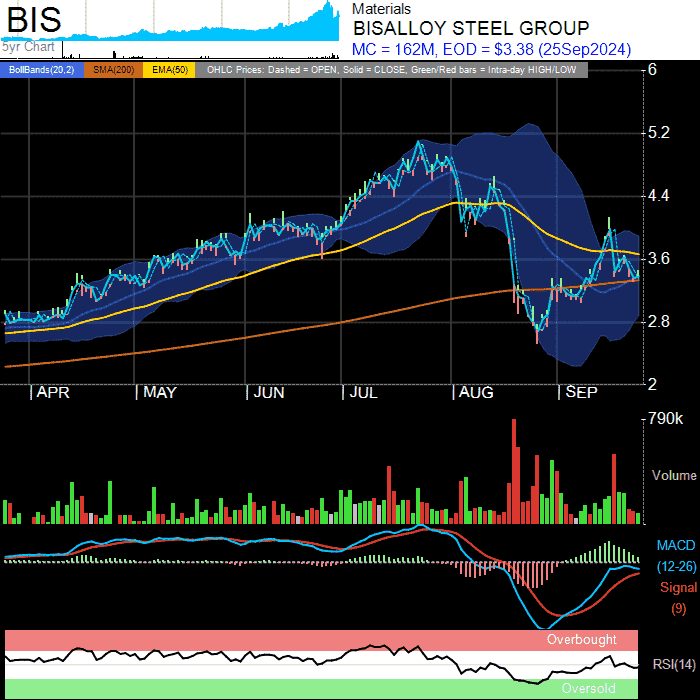 BIS
5yr Chart
Materials
BISALLOY STEEL GROUP
MC = 162M, EOD = $3.38 (25Sep2024)
BollBands(20,2) SMA(200) EMA(50) OHLC Prices: Dashed = OPEN, Solid = CLOSE, Green/Red bars = Intra-day HIGH/LOW
6
5.2
4.4
3.6
2.8
2
APR MAY JUN JUL AUG SEP
790k
Volume
MACD
(12-26)
Signal
(9)
Overbought
RSI(14)
Oversold